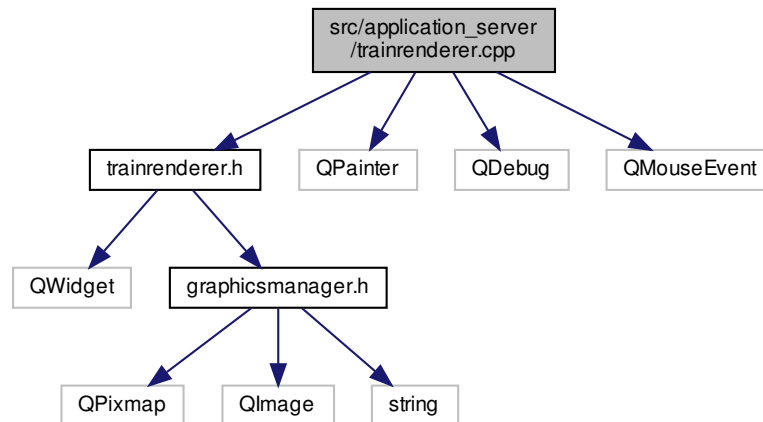 src/application_server
/trainrenderer.cpp
trainrenderer.h
QPainter
QDebug
QMouseEvent
QWidget
graphicsmanager.h
QPixmap
QImage
string